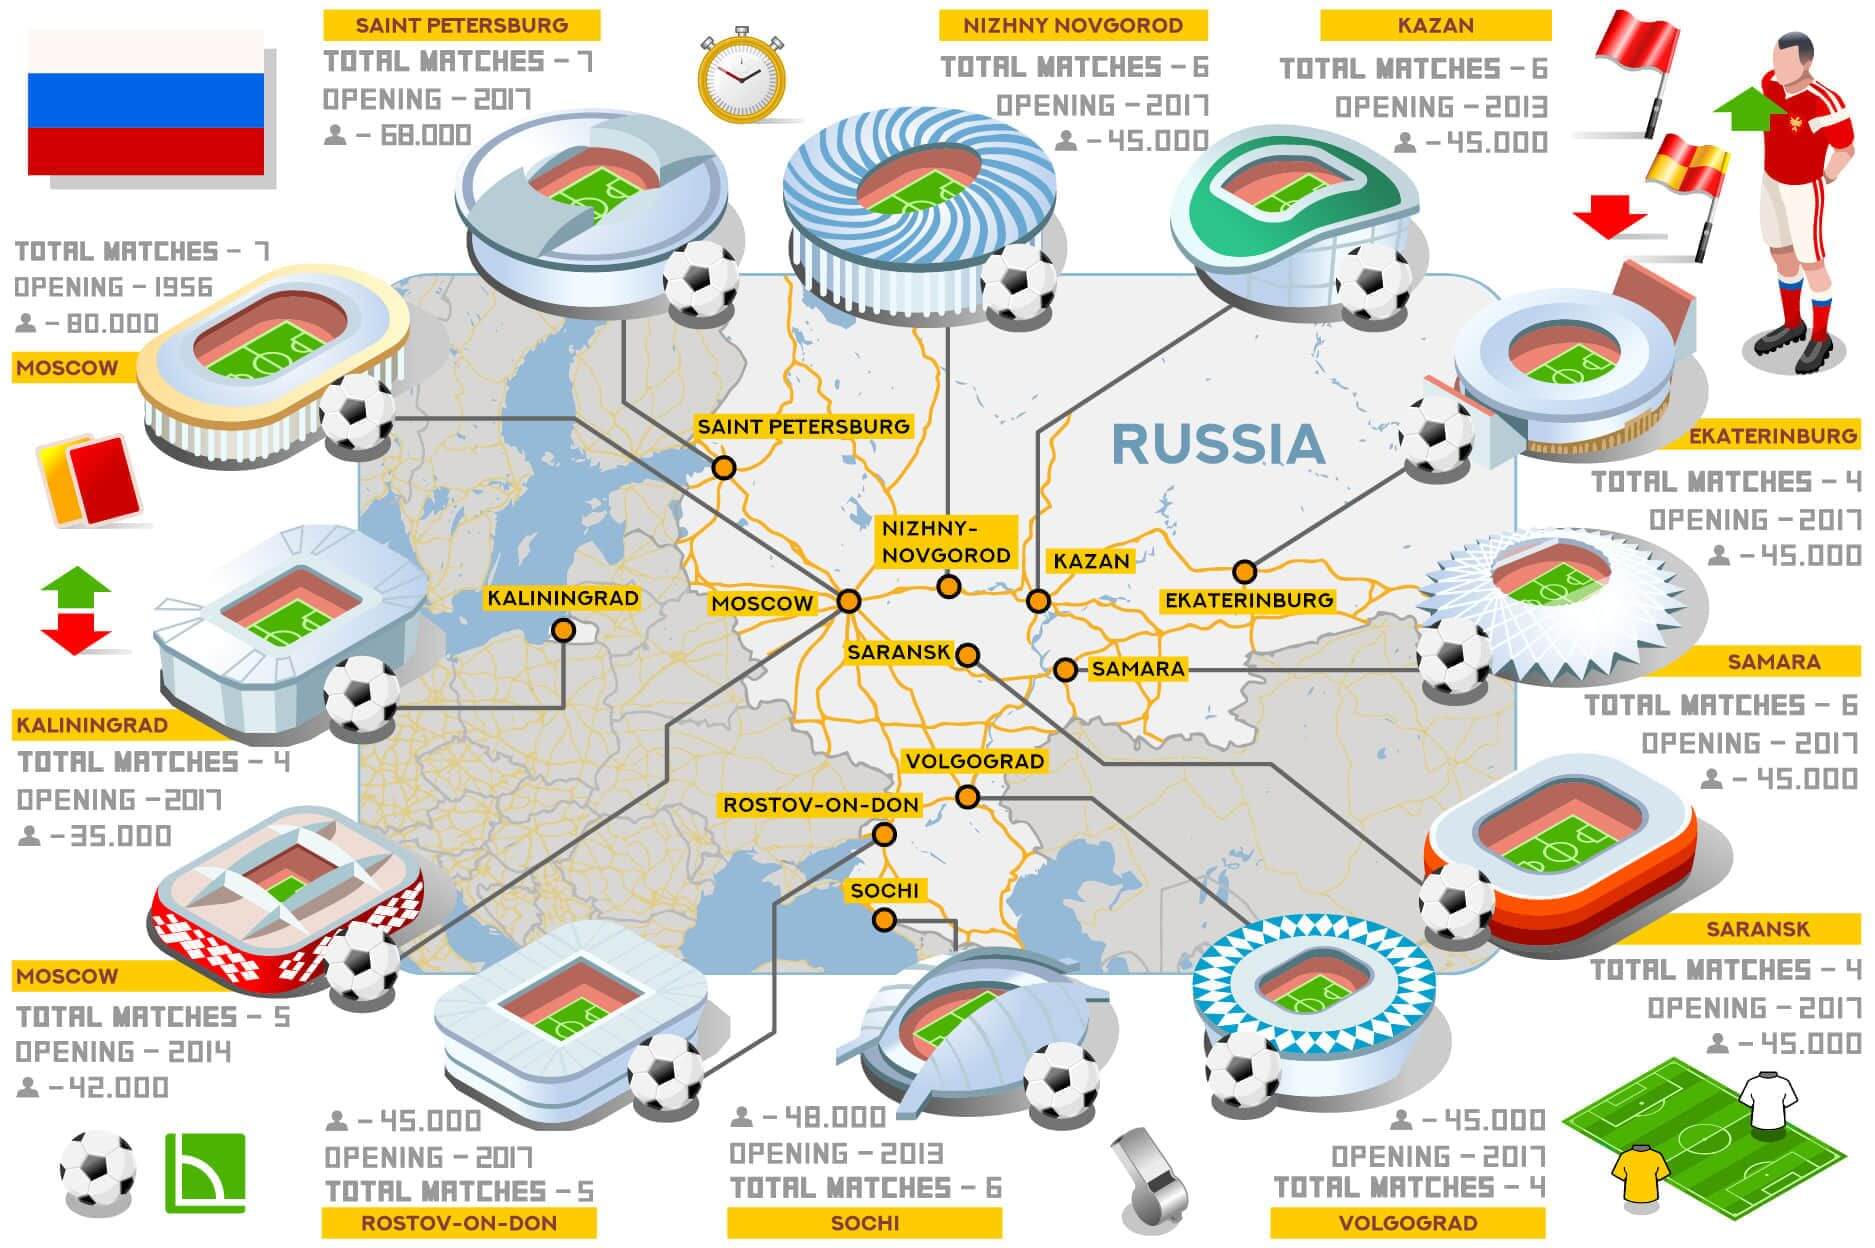 SAINT PETERSBURG
TOTAL MATCHES - 7
OPENING - 2017
- 68.000
NIZHNY NOVGOROD
TOTAL MATCHES - 6
OPENING - 2017
- 45.000
KAZAN
TOTAL MATCHES - 6
OPENING - 2013
- 45.000
TOTAL MATCHES - 7
OPENING - 1956
- 80.000
MOSCOW
EKATERINBURG
TOTAL MATCHES - 4
OPENING - 2017
- 45.000
RUSSIA
SAINT PETERSBURG
NIZHNY-
NOVGOROD
KAZAN
EKATERINBURG
KALININGRAD
MOSCOW
SARANSK
SAMARA
VOLGOGRAD
ROSTOV-ON-DON
SOCHI
SAMARA
TOTAL MATCHES - 6
OPENING - 2017
- 45.000
KALININGRAD
TOTAL MATCHES - 4
OPENING - 2017
- 35.000
SARANSK
TOTAL MATCHES - 4
OPENING - 2017
- 45.000
MOSCOW
TOTAL MATCHES - 5
OPENING - 2014
- 42.000
- 45.000
OPENING - 2017
TOTAL MATCHES - 5
ROSTOV-ON-DON
- 48.000
OPENING - 2013
TOTAL MATCHES - 6
SOCHI
- 45.000
OPENING - 2017
TOTAL MATCHES - 4
VOLGOGRAD